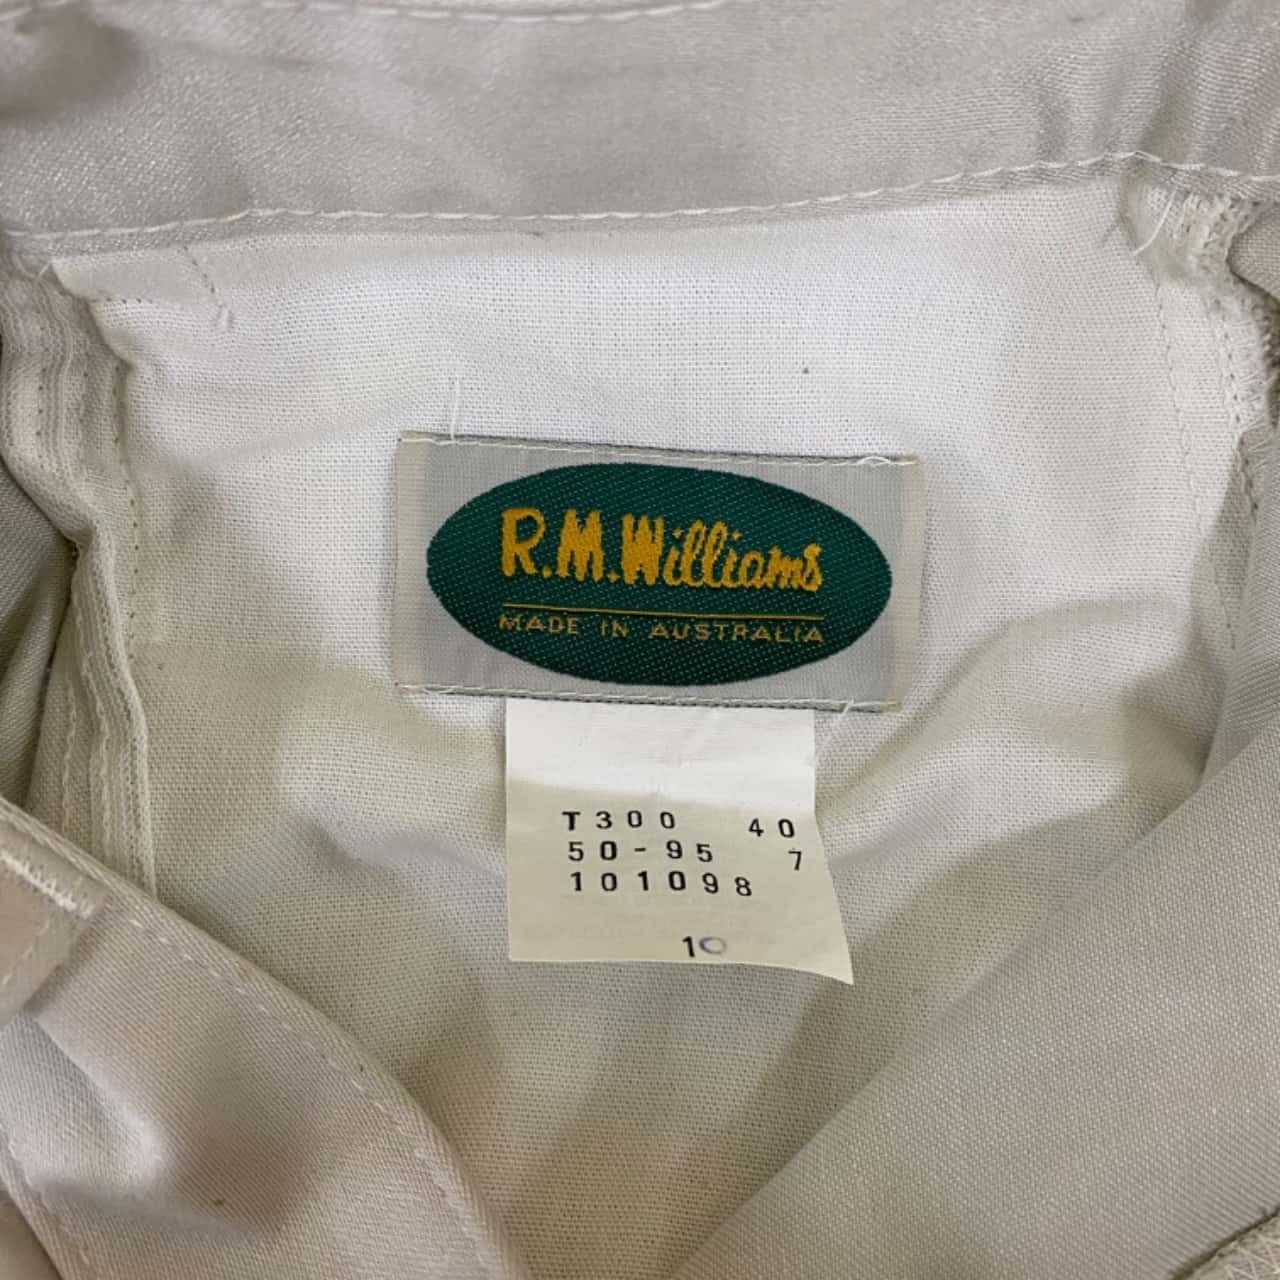 R.M.Williams
MADE IN AUSTRALIA
T300 40
50-95 7
101098
10